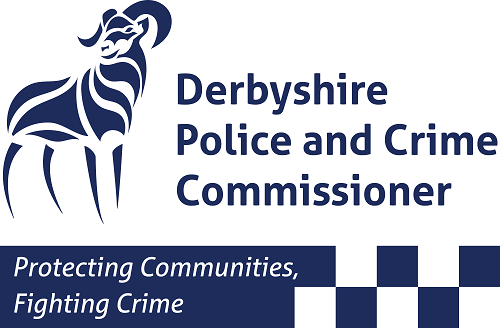 Derbyshire
Police and Crime
Commissioner
Protecting Communities,
Fighting Crime